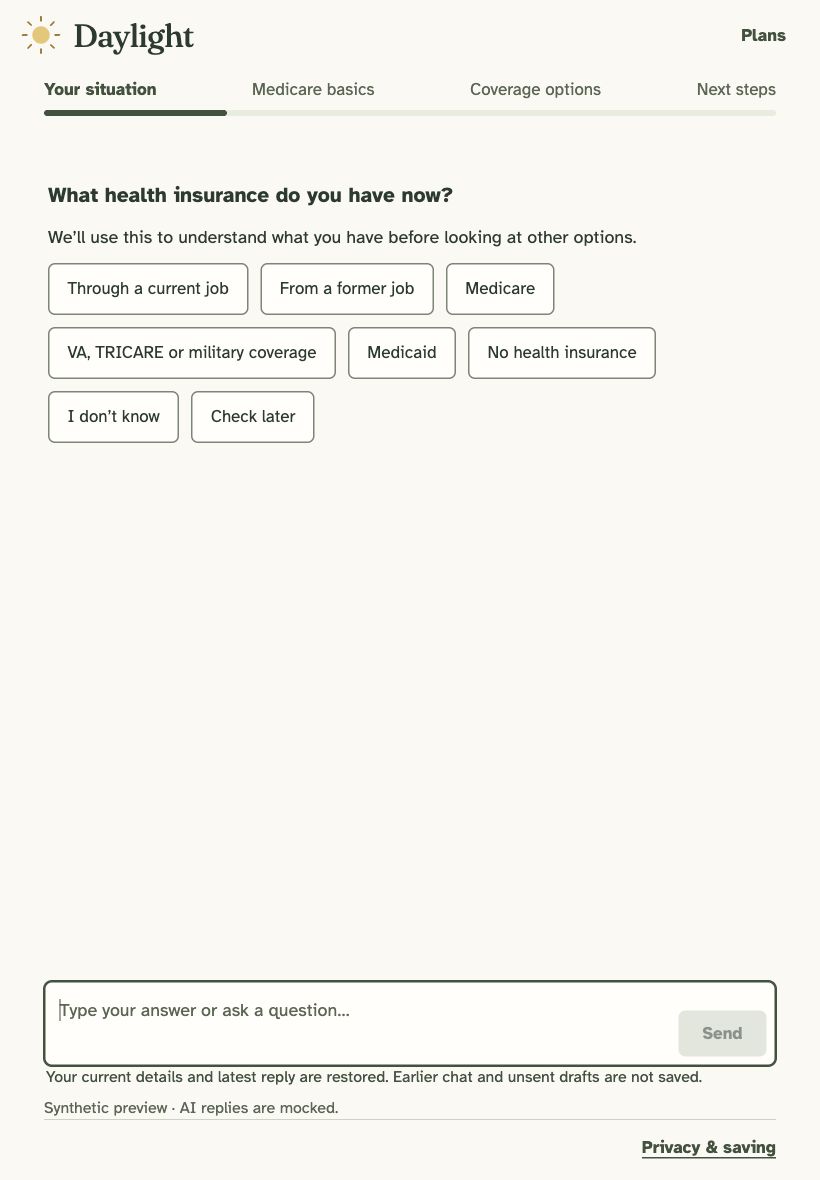 Daylight
Plans
Your situation
Medicare basics
Coverage options
Next steps
What health insurance do you have now?
We’ll use this to understand what you have before looking at other options.
Through a current job
From a former job
Medicare
VA, TRICARE or military coverage
Medicaid
No health insurance
I don’t know
Check later
Type your answer or ask a question...
Send
Your current details and latest reply are restored. Earlier chat and unsent drafts are not saved.
Synthetic preview · AI replies are mocked.
Privacy & saving